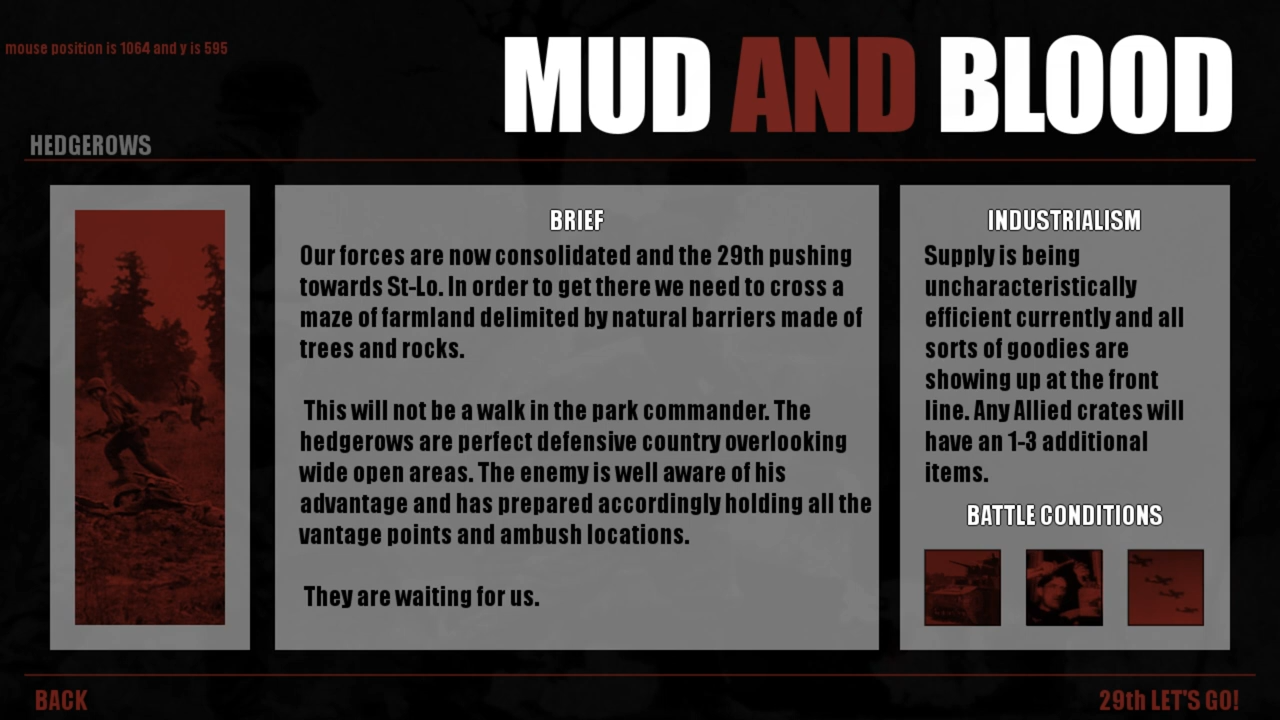 mouse position is 1064 and y is 595
MUD AND BLOOD
HEDGEROWS
BRIEF
Our forces are now consolidated and the 29th pushing
towards St-Lo. In order to get there we need to cross a
maze of farmland delimited by natural barriers made of
trees and rocks.
This will not be a walk in the park commander. The
hedgerows are perfect defensive country overlooking
wide open areas. The enemy is well aware of his
advantage and has prepared accordingly holding all the
vantage points and ambush locations.
They are waiting for us.
INDUSTRIALISM
Supply is being
uncharacteristically
efficient currently and all
sorts of goodies are
showing up at the front
line. Any Allied crates will
have an 1-3 additional
items.
BATTLE CONDITIONS
BACK
29th LET'S GO!